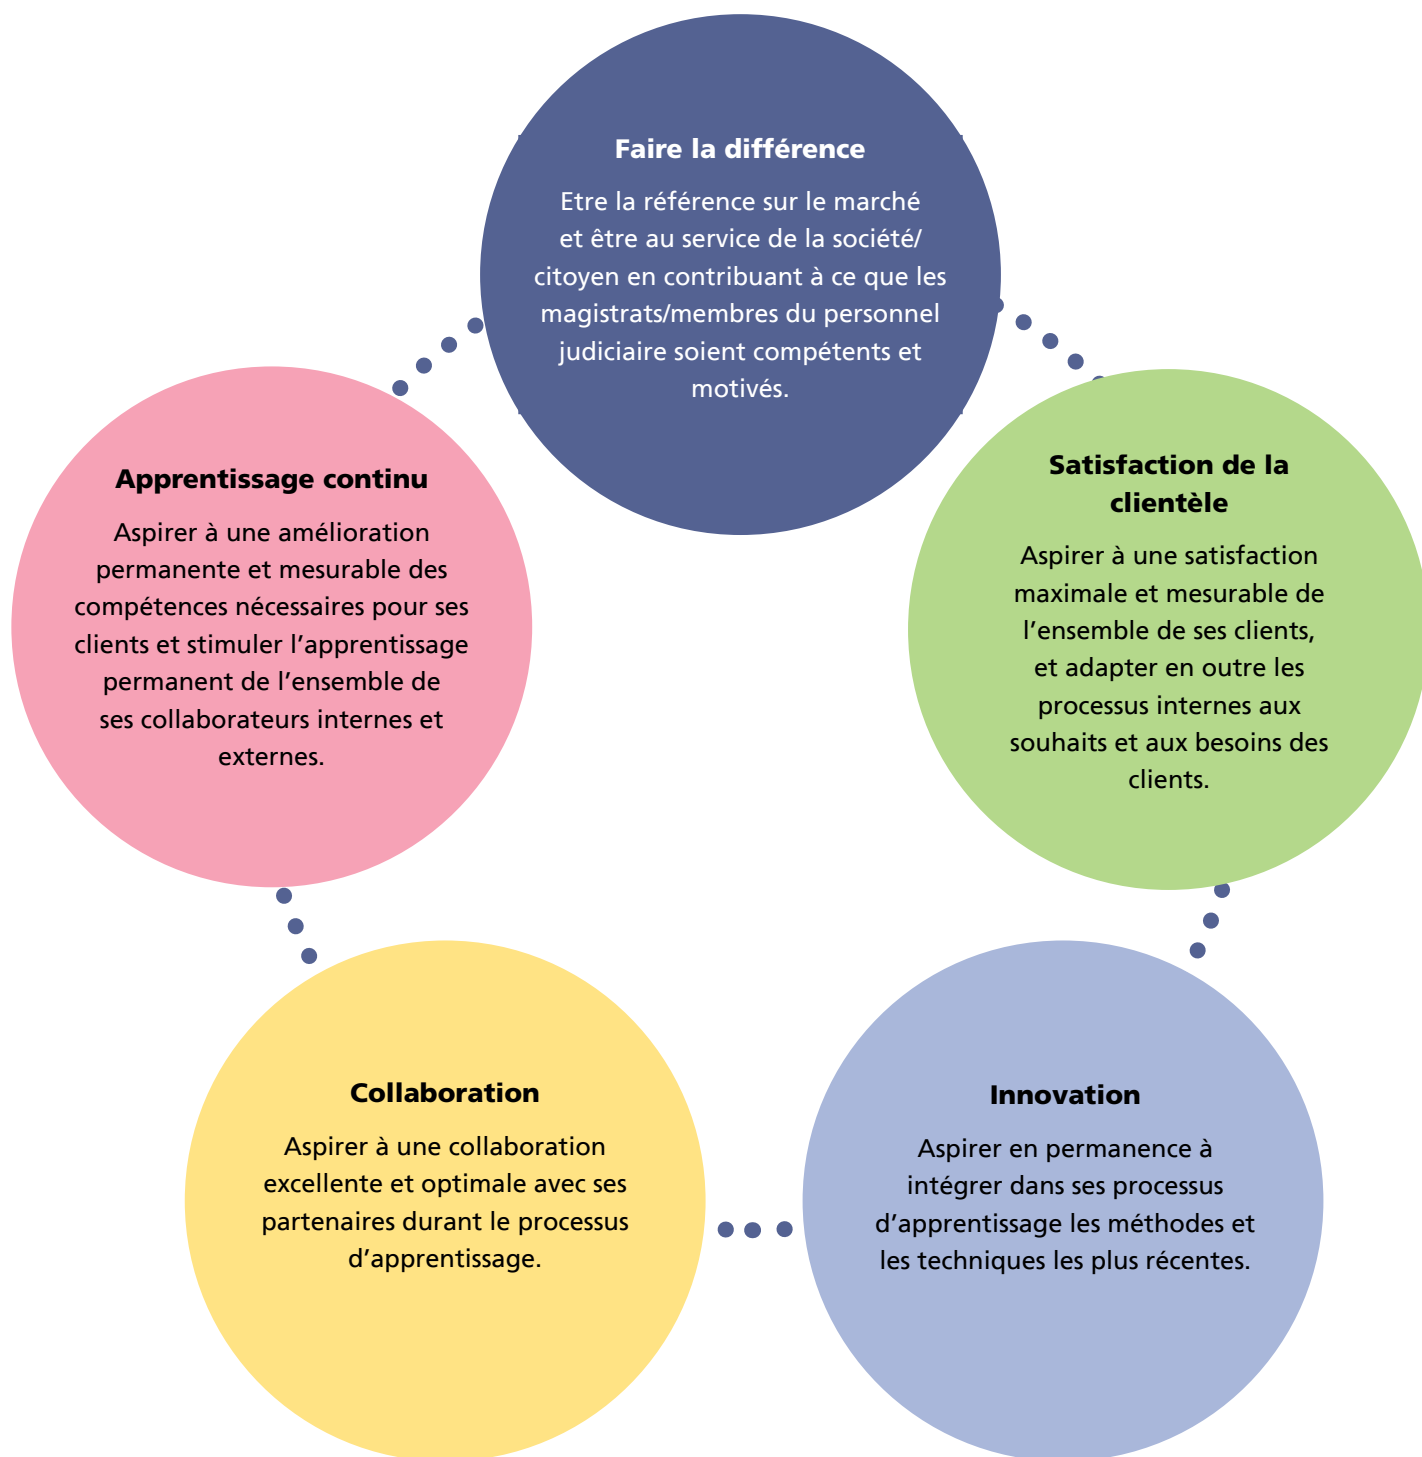 Faire la différence
Etre la référence sur le marché
et être au service de la société/
citoyen en contribuant à ce que les
magistrats/membres du personnel
judiciaire soient compétents et
motivés.
Apprentissage continu
Aspirer à une amélioration
permanente et mesurable des
compétences nécessaires pour ses
clients et stimuler l’apprentissage
permanent de l’ensemble de
ses collaborateurs internes et
externes.
Satisfaction de la
clientèle
Aspirer à une satisfaction
maximale et mesurable de
l’ensemble de ses clients,
et adapter en outre les
processus internes aux
souhaits et aux besoins des
clients.
Collaboration
Aspirer à une collaboration
excellente et optimale avec ses
partenaires durant le processus
d’apprentissage.
Innovation
Aspirer en permanence à
intégrer dans ses processus
d’apprentissage les méthodes et
les techniques les plus récentes.